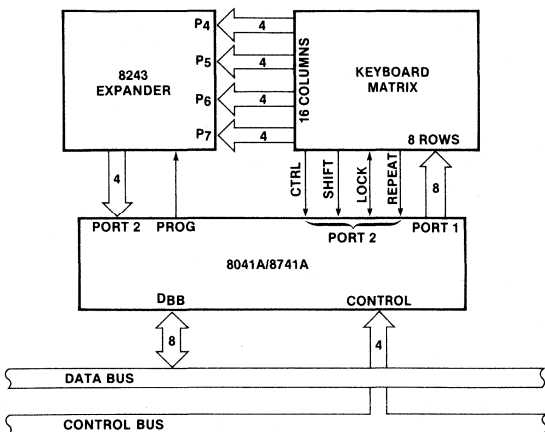 P4
4
P5
4
P6
4
P7
4
8243
EXPANDER
16 COLUMNS
KEYBOARD
MATRIX
8 ROWS
4
CTRL
SHIFT
LOCK
REPEAT
8
PORT 2
PROG
PORT 2
PORT 1
8041A/8741A
DBB
CONTROL
8
4
DATA BUS
CONTROL BUS